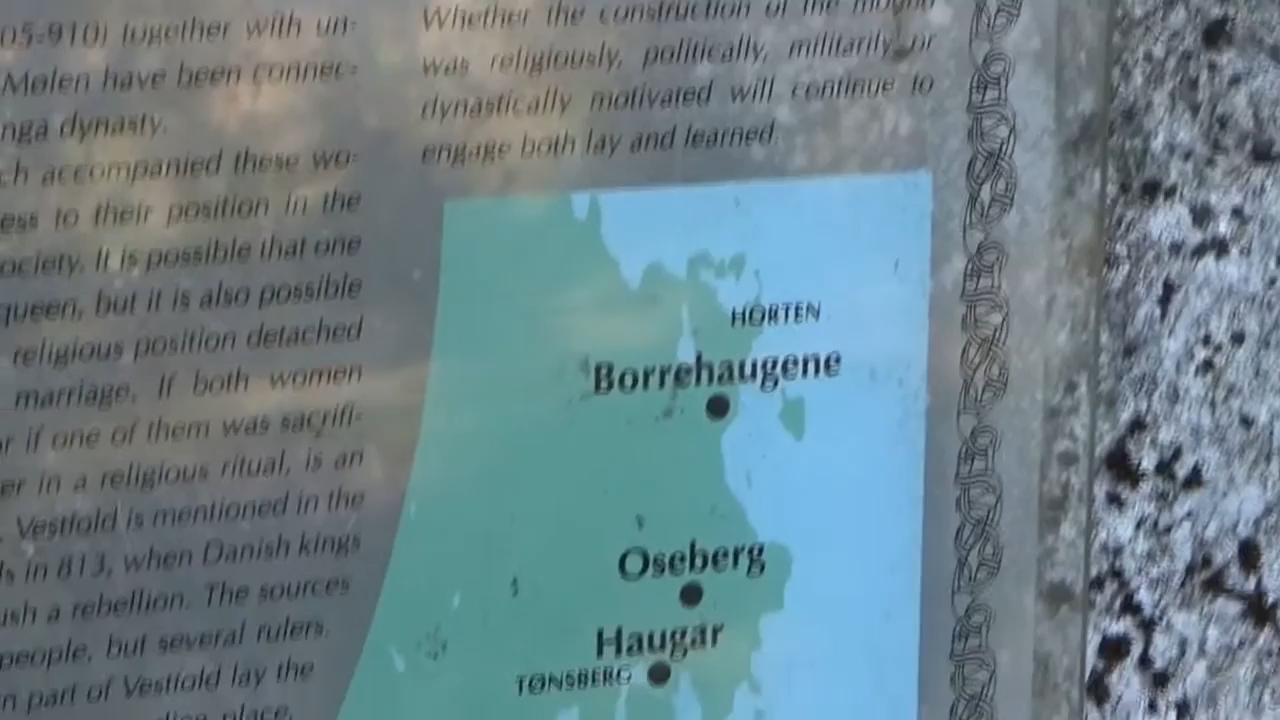 05-910) together with un-
Mølen have been connec-
nga dynasty.
ch accompanied these wo-
ess to their position in the
ociety. It is possible that one
queen, but it is also possible
religious position detached
marriage. If both women
or if one of them was sacrifi-
er in a religious ritual, is an
. Vestfold is mentioned in the
ls in 813, when Danish kings
ush a rebellion. The sources
people, but several rulers.
n part of Vestfold lay the
place.
Whether the construction of the mound
was religiously, politically, militarily or
dynastically motivated will continue to
engage both lay and learned.
HORTEN
Borrehaugene
Oseberg
Haugar
TØNSBERG